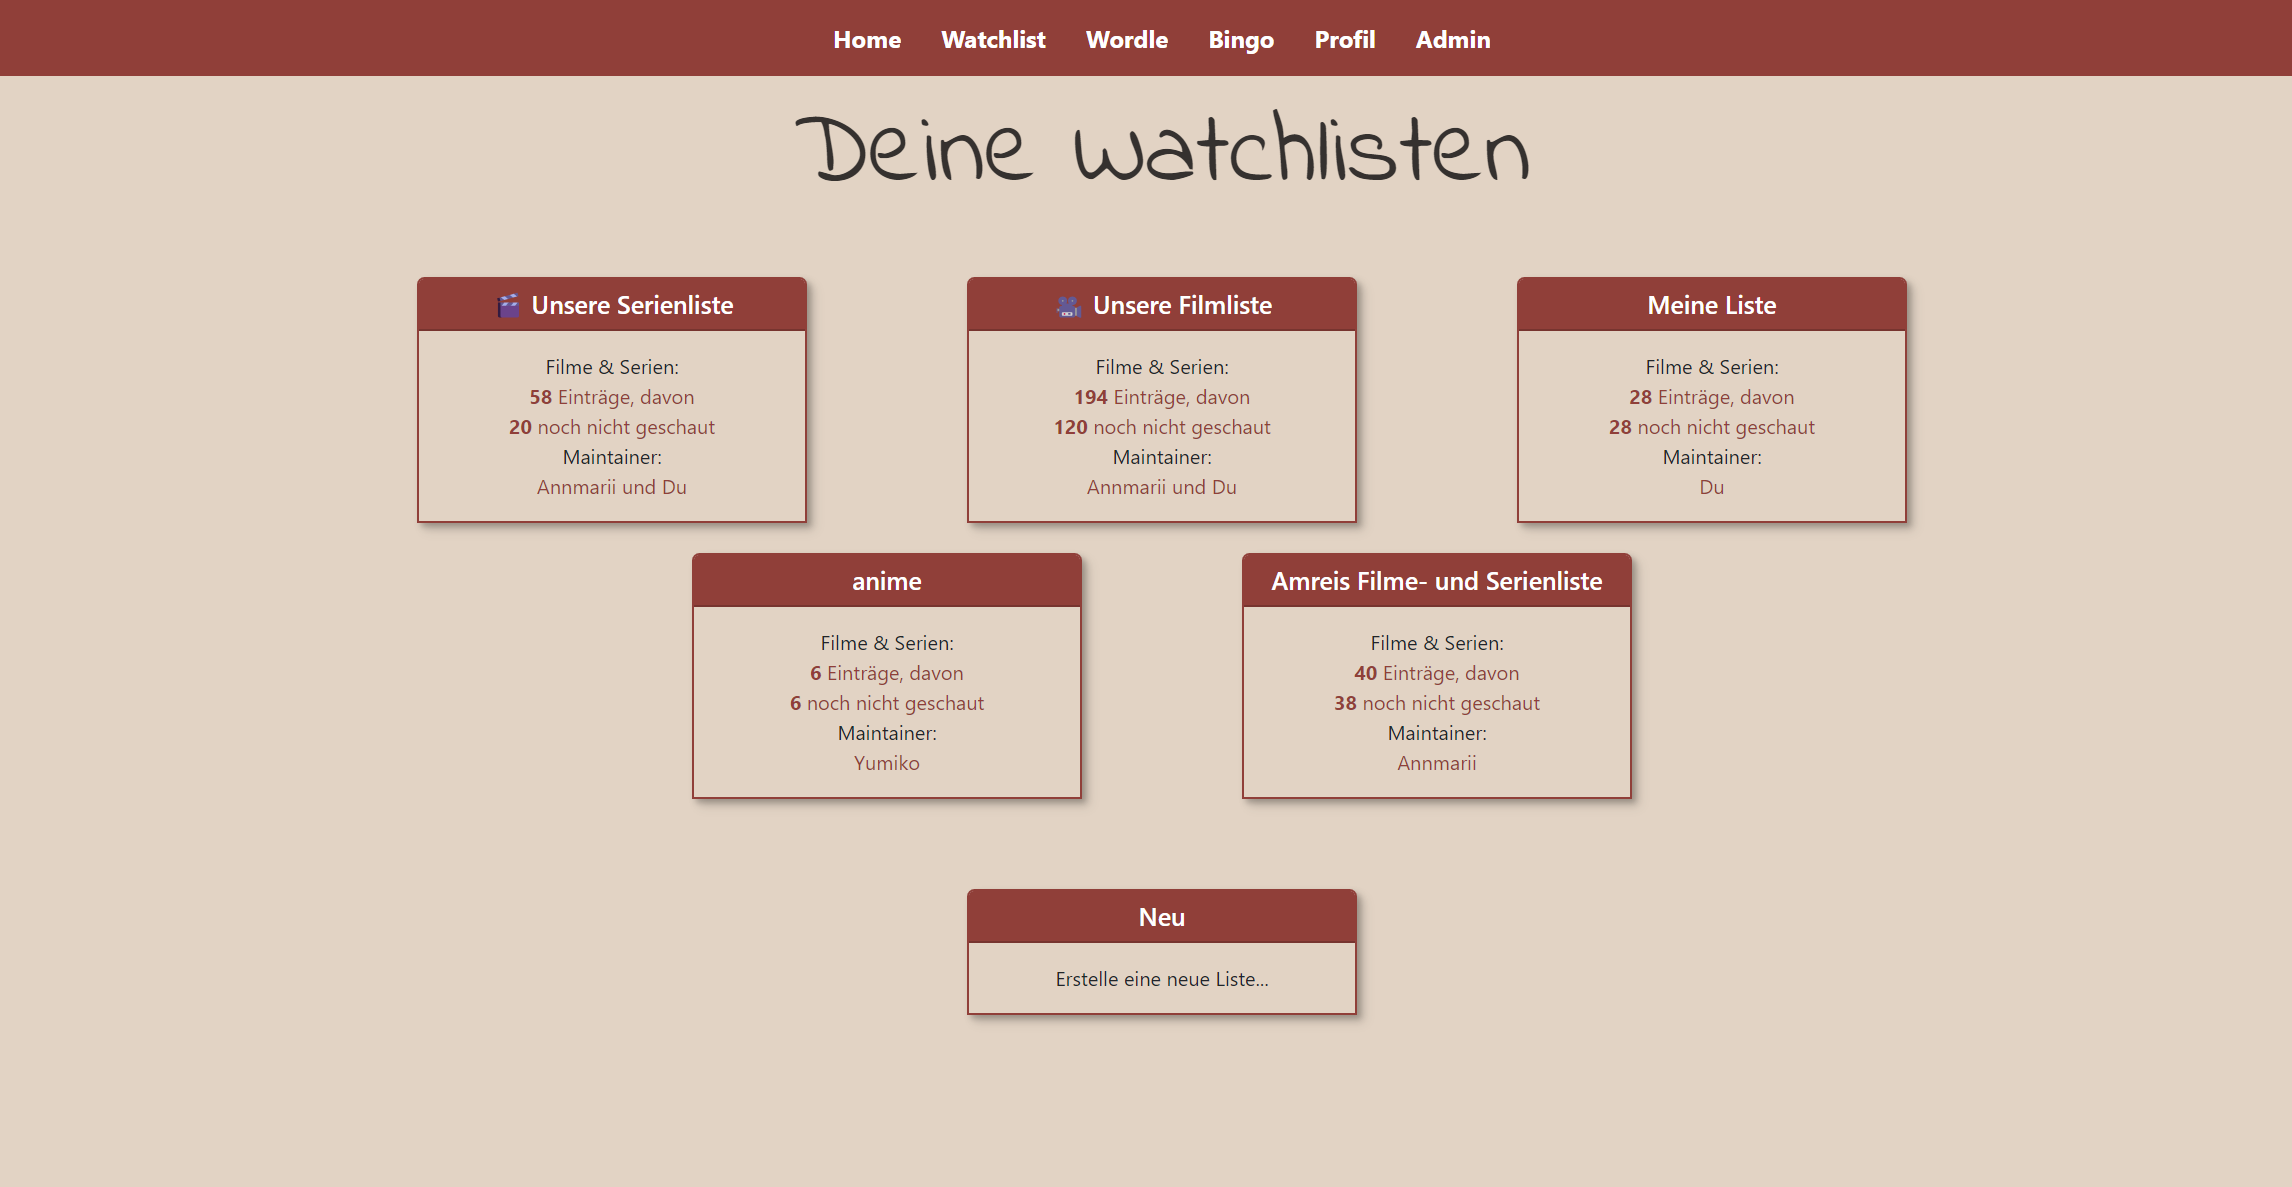 Home Watchlist Wordle Bingo Profil Admin
Deine Watchlisten
🎬 Unsere Serienliste
Filme & Serien:
58 Einträge, davon
20 noch nicht geschaut
Maintainer:
Annmarii und Du
🎥 Unsere Filmliste
Filme & Serien:
194 Einträge, davon
120 noch nicht geschaut
Maintainer:
Annmarii und Du
Meine Liste
Filme & Serien:
28 Einträge, davon
28 noch nicht geschaut
Maintainer:
Du
anime
Filme & Serien:
6 Einträge, davon
6 noch nicht geschaut
Maintainer:
Yumiko
Amreis Filme- und Serienliste
Filme & Serien:
40 Einträge, davon
38 noch nicht geschaut
Maintainer:
Annmarii
Neu
Erstelle eine neue Liste...